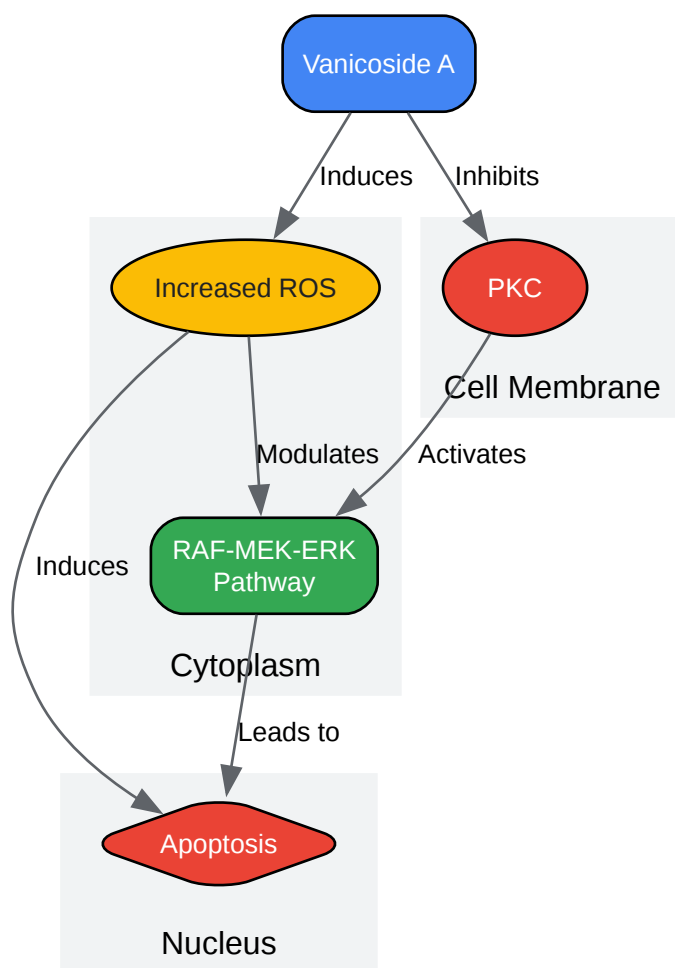 Vanicoside A
Induces
Inhibits
Increased ROS
PKC
Cell Membrane
Modulates
Activates
RAF-MEK-ERK
Pathway
Induces
Cytoplasm
Leads to
Apoptosis
Nucleus